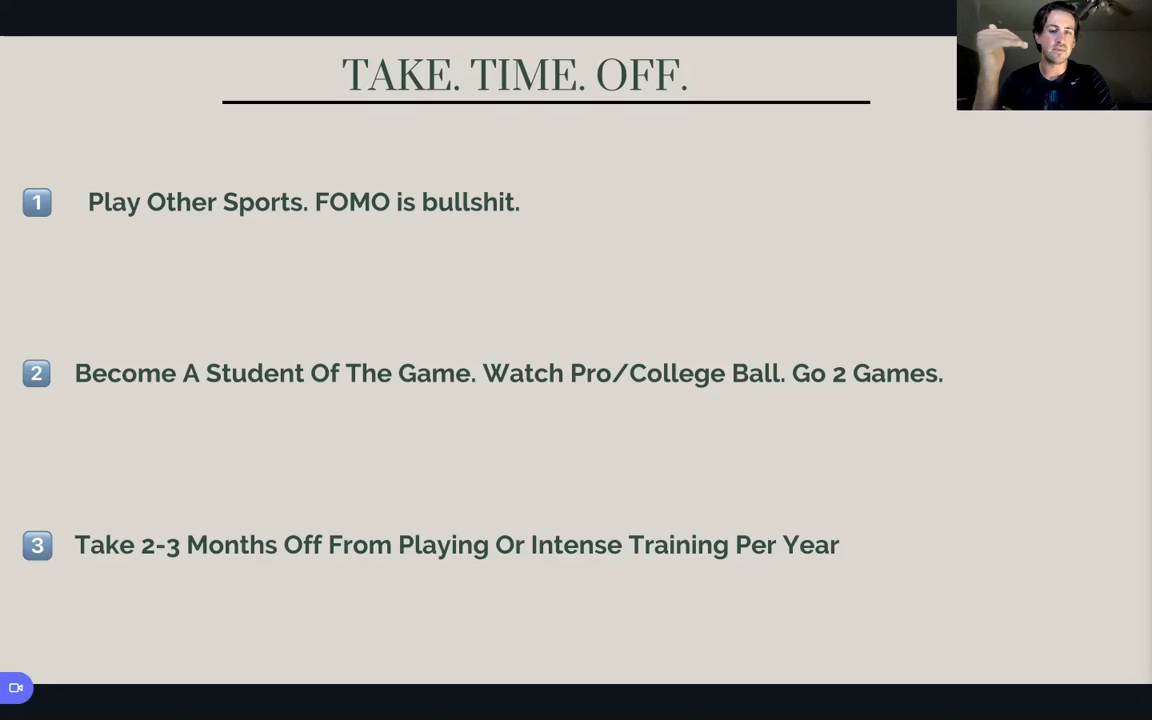 TAKE. TIME. OFF.
1 Play Other Sports. FOMO is bullshit.
2 Become A Student Of The Game. Watch Pro/College Ball. Go 2 Games.
3 Take 2-3 Months Off From Playing Or Intense Training Per Year